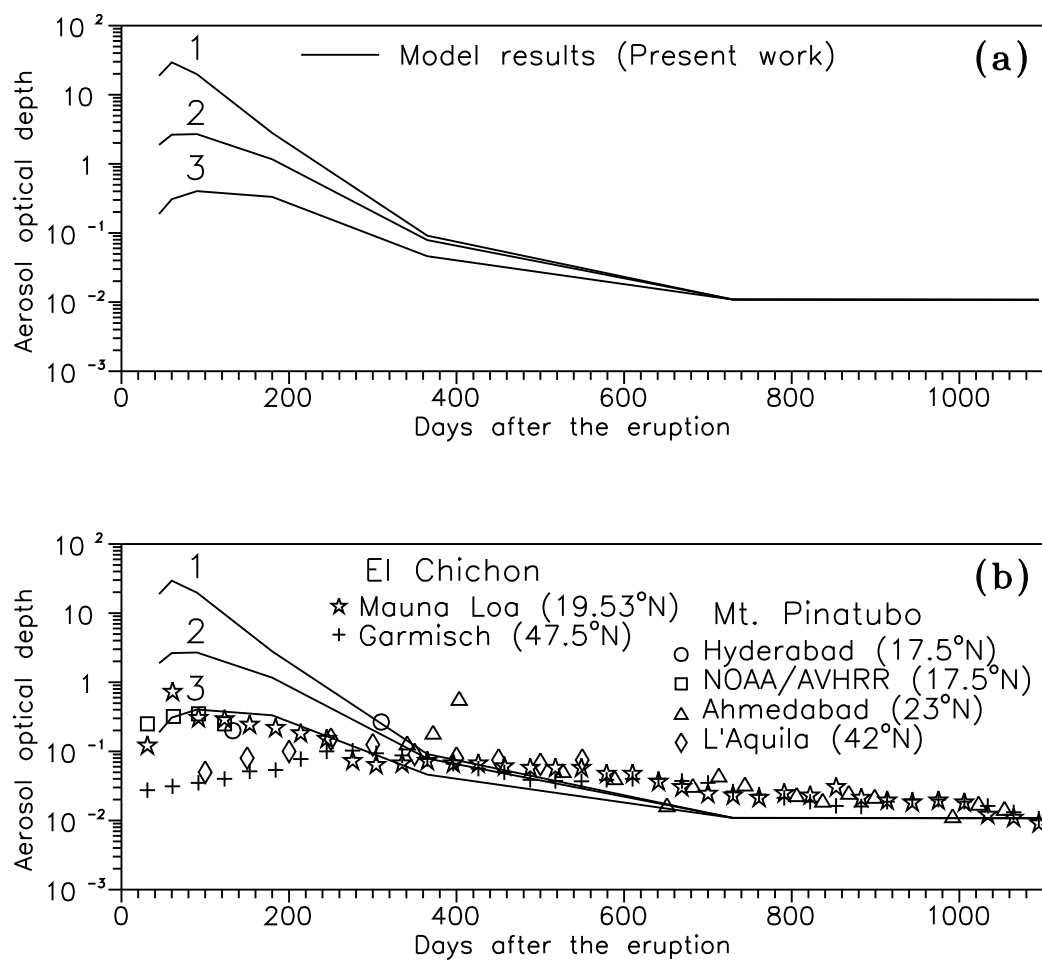 10 2
1
Model results (Present work)
(a)
10
2
1
3
10 -1
10 -2
10 -3
Aerosol optical depth
0 200 400 600 800 1000
Days after the eruption
10 2
1
El Chichon
(b)
10
Mauna Loa (19.53°N)
Mt. Pinatubo
2
Garmisch (47.5°N)
Hyderabad (17.5°N)
1
3
NOAA/AVHRR (17.5°N)
Ahmedabad (23°N)
L'Aquila (42°N)
10 -1
10 -2
10 -3
Aerosol optical depth
0 200 400 600 800 1000
Days after the eruption